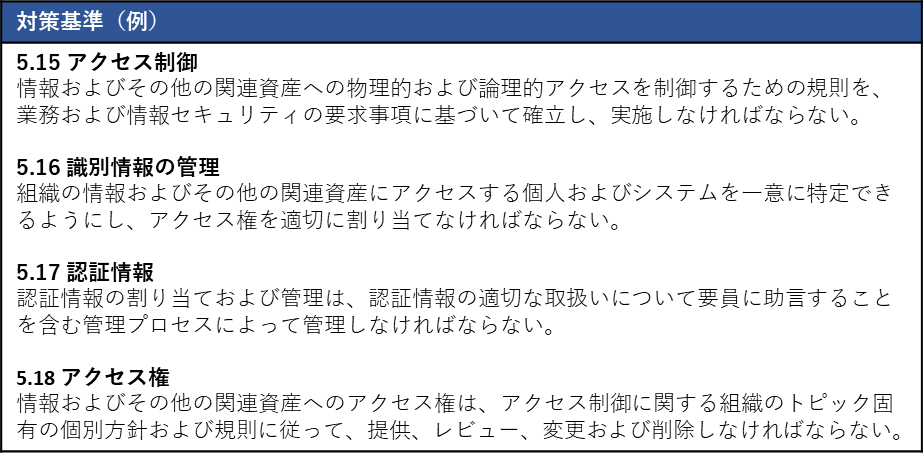 対策基準（例）
5.15 アクセス制御
情報およびその他の関連資産への物理的および論理的アクセスを制御するための規則を、
業務および情報セキュリティの要求事項に基づいて確立し、実施しなければならない。
5.16 識別情報の管理
組織の情報およびその他の関連資産にアクセスする個人およびシステムを一意に特定でき
るようにし、アクセス権を適切に割り当てなければならない。
5.17 認証情報
認証情報の割り当ておよび管理は、認証情報の適切な取扱いについて要員に助言すること
を含む管理プロセスによって管理しなければならない。
5.18 アクセス権
情報およびその他の関連資産へのアクセス権は、アクセス制御に関する組織のトピック固
有の個別方針および規則に従って、提供、レビュー、変更および削除しなければならない。